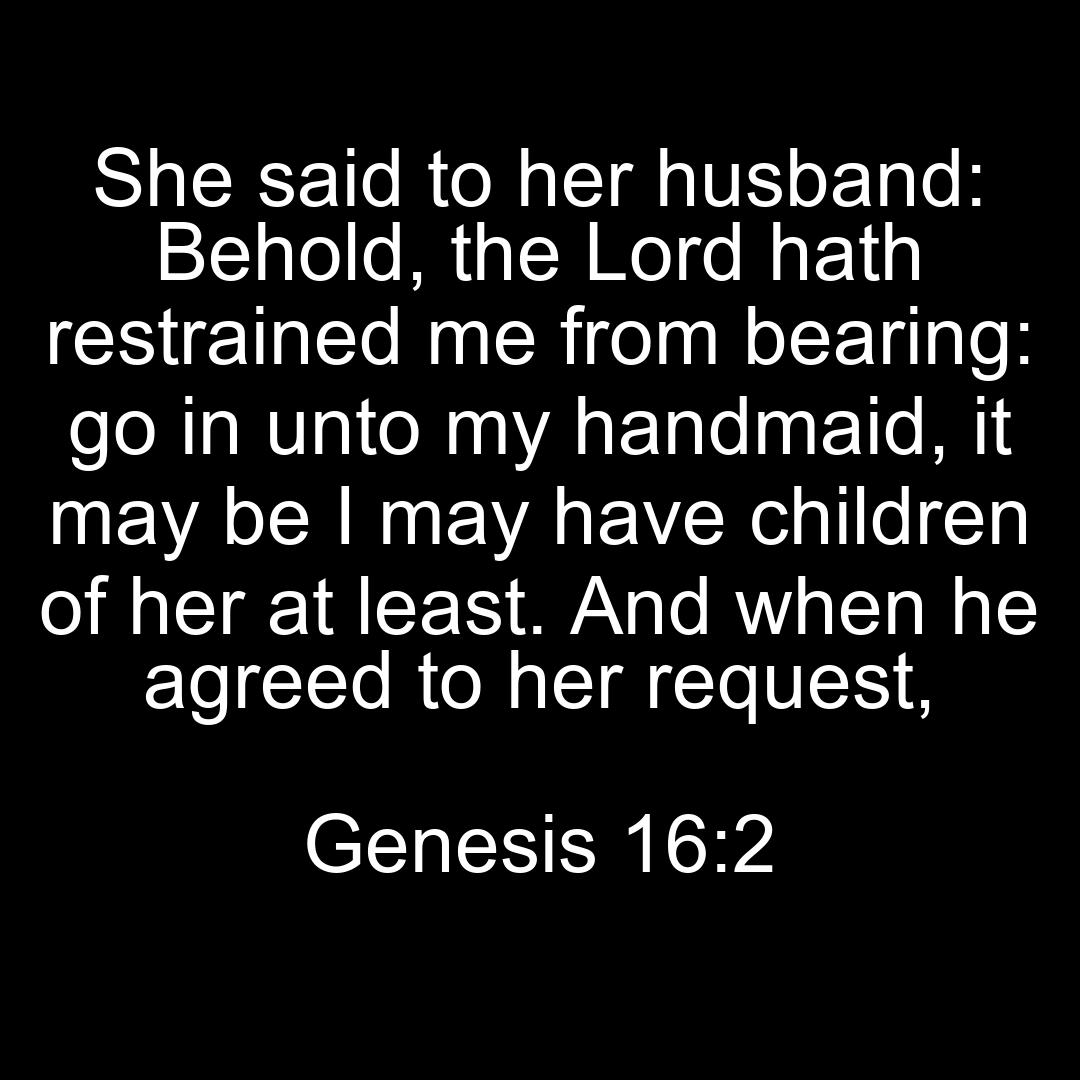 She said to her husband:
Behold, the Lord hath
restrained me from bearing:
go in unto my handmaid, it
may be I may have children
of her at least. And when he
agreed to her request,
Genesis 16:2